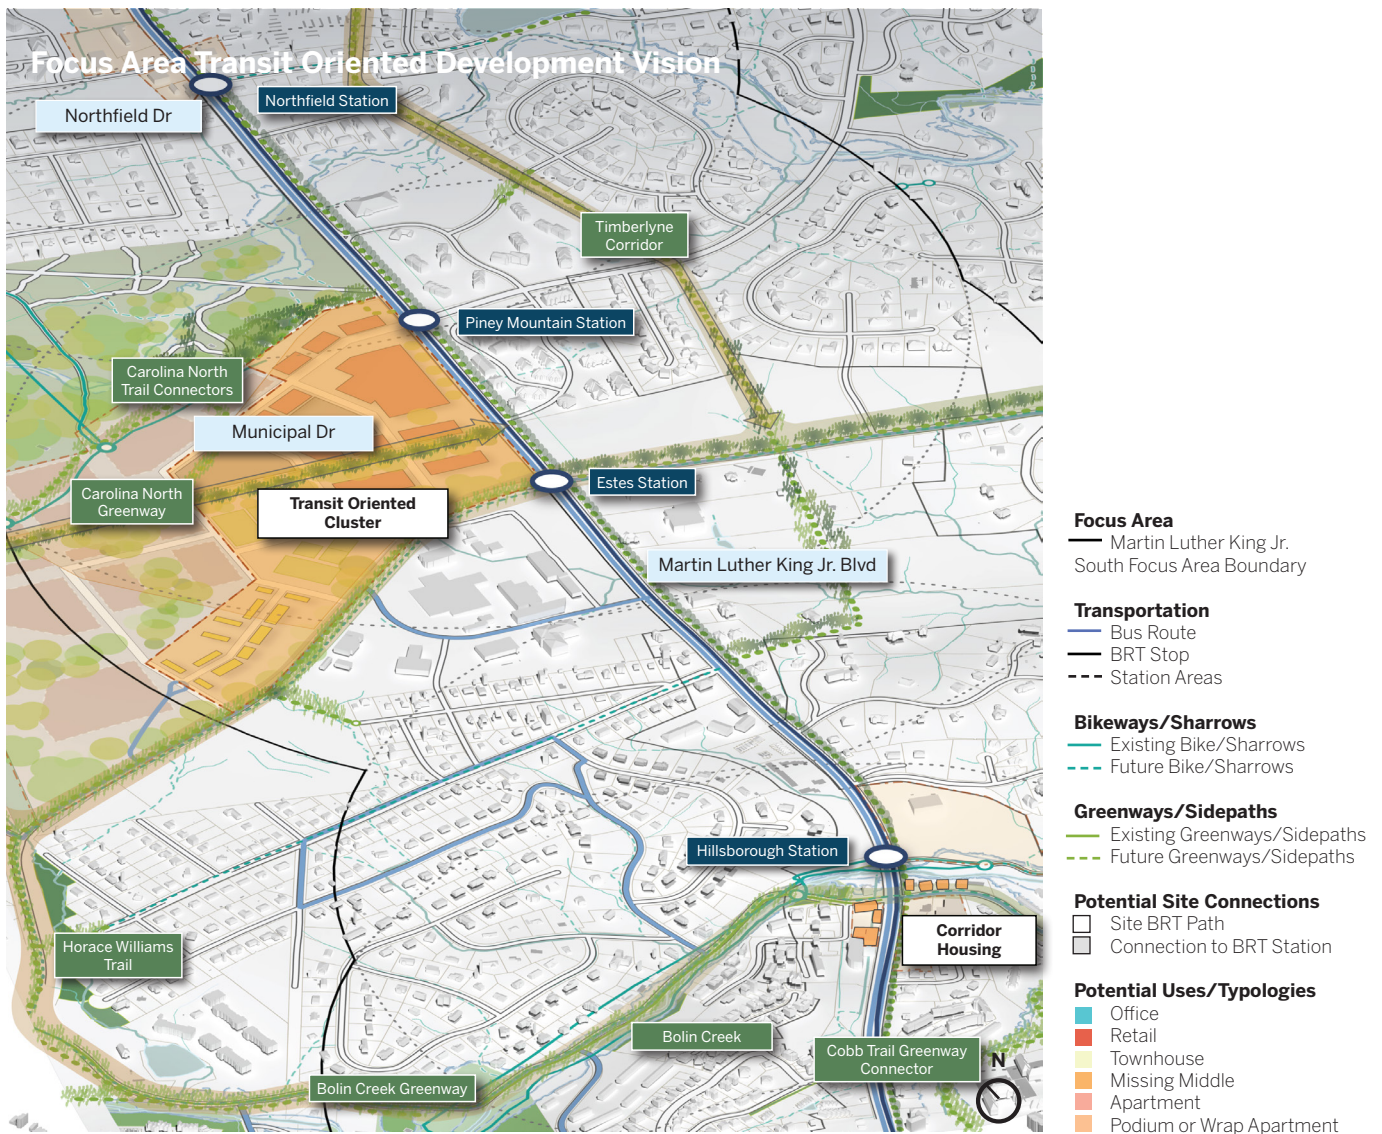 Focus Area Transit Oriented Development Vision
Northfield Station
Northfield Dr
Timberlyne
Corridor
Piney Mountain Station
Carolina North
Trail Connectors
Municipal Dr
Estes Station
Carolina North
Greenway
Transit Oriented
Cluster
Martin Luther King Jr. Blvd
Hillsborough Station
Corridor
Housing
Horace Williams
Trail
Bolin Creek
Cobb Trail Greenway
Connector
N
Bolin Creek Greenway
Focus Area
Martin Luther King Jr.
South Focus Area Boundary
Transportation
Bus Route
BRT Stop
Station Areas
Bikeways/Sharrows
Existing Bike/Sharrows
Future Bike/Sharrows
Greenways/Sidepaths
Existing Greenways/Sidepaths
Future Greenways/Sidepaths
Potential Site Connections
Site BRT Path
Connection to BRT Station
Potential Uses/Typologies
Office
Retail
Townhouse
Missing Middle
Apartment
Podium or Wrap Apartment